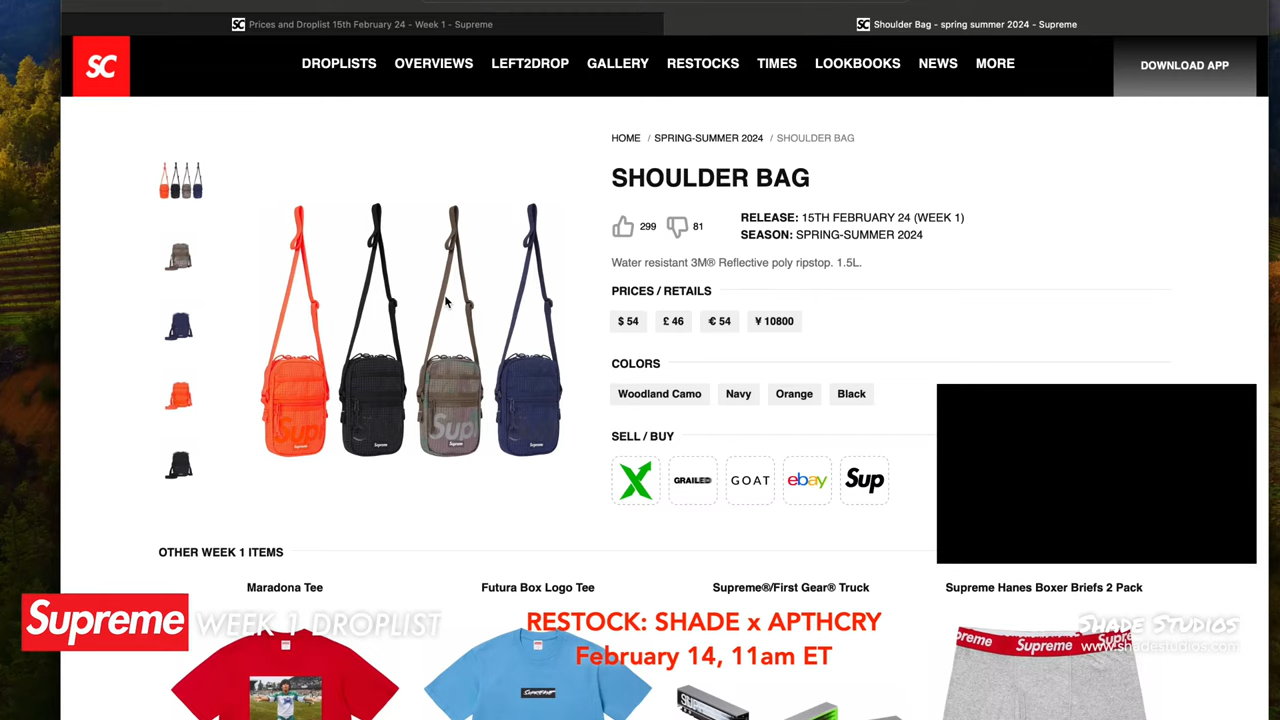 Prices and Droplist 15th February 24 - Week 1 - Supreme
Shoulder Bag - spring summer 2024 - Supreme
SC
DROPLISTS
OVERVIEWS
LEFT2DROP
GALLERY
RESTOCKS
TIMES
LOOKBOOKS
NEWS
MORE
DOWNLOAD APP
HOME / SPRING-SUMMER 2024 / SHOULDER BAG
SHOULDER BAG
299
81
RELEASE: 15TH FEBRUARY 24 (WEEK 1)
SEASON: SPRING-SUMMER 2024
Water resistant 3M® Reflective poly ripstop. 1.5L.
PRICES / RETAILS
$ 54
£ 46
€ 54
¥ 10800
COLORS
Woodland Camo
Navy
Orange
Black
SELL / BUY
GRAILED
GOAT
ebay
Sup
OTHER WEEK 1 ITEMS
Maradona Tee
Futura Box Logo Tee
Supreme®/First Gear® Truck
Supreme Hanes Boxer Briefs 2 Pack
Supreme WEEK 1 DROPLIST
RESTOCK: SHADE x APTHCRY
February 14, 11am ET
SHADE STUDIOS
www.shadestudios.com
Supreme